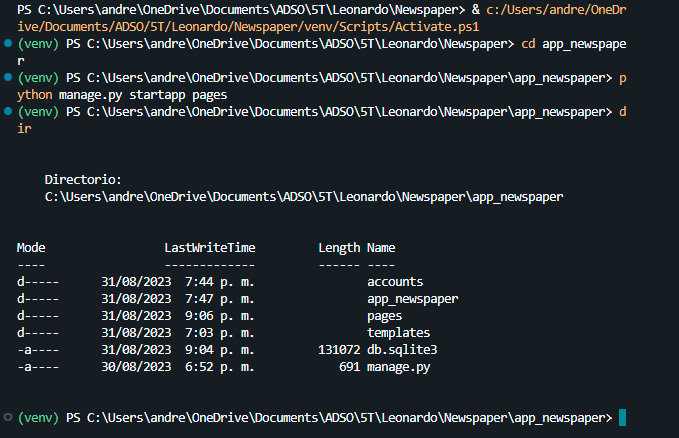 PS C:\Users\andre\OneDrive\Documents\ADSO\5T\Leonardo\Newspaper> & c:/Users/andre/OneDr
ive/Documents/ADSO/5T/Leonardo/Newspaper/venv/Scripts/Activate.ps1
(venv) PS C:\Users\andre\OneDrive\Documents\ADSO\5T\Leonardo\Newspaper> cd app_newspape
r
(venv) PS C:\Users\andre\OneDrive\Documents\ADSO\5T\Leonardo\Newspaper\app_newspaper> p
ython manage.py startapp pages
(venv) PS C:\Users\andre\OneDrive\Documents\ADSO\5T\Leonardo\Newspaper\app_newspaper> d
ir
Directorio:
C:\Users\andre\OneDrive\Documents\ADSO\5T\Leonardo\Newspaper\app_newspaper
Mode LastWriteTime Length Name
---- ------------- ------ ----
d----- 31/08/2023 7:44 p. m. accounts
d----- 31/08/2023 7:47 p. m. app_newspaper
d----- 31/08/2023 9:06 p. m. pages
d----- 31/08/2023 7:03 p. m. templates
-a---- 31/08/2023 9:04 p. m. 131072 db.sqlite3
-a---- 30/08/2023 6:52 p. m. 691 manage.py
(venv) PS C:\Users\andre\OneDrive\Documents\ADSO\5T\Leonardo\Newspaper\app_newspaper>